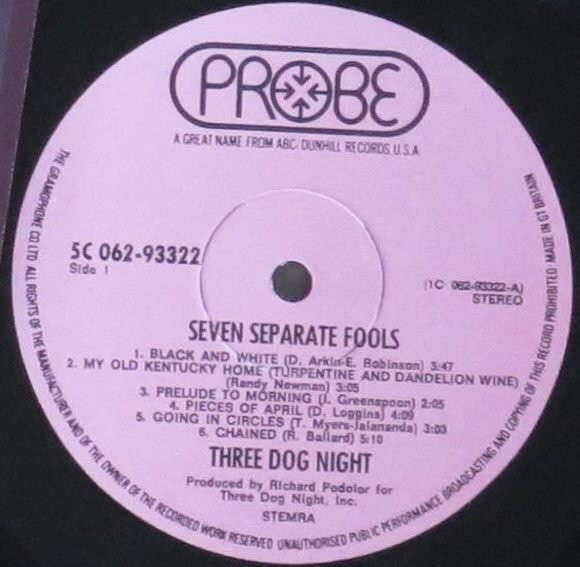 PROBE
A GREAT NAME FROM ABC-DUNHILL RECORDS, U.S.A.
THE GRAMOPHONE CO LTD ALL RIGHTS OF THE MANUFACTURER AND OF THE OWNER OF THE RECORDED WORK RESERVED UNAUTHORISED PUBLIC PERFORMANCE BROADCASTING AND COPYING OF THIS RECORD PROHIBITED MADE IN GT BRITAIN
5C 062-93322
Side 1
(1C 062-93322-A)
STEREO
SEVEN SEPARATE FOOLS
1. BLACK AND WHITE (D. Arkin-E. Robinson) 3:47
2. MY OLD KENTUCKY HOME (TURPENTINE AND DANDELION WINE)
(Randy Newman) 3:05
3. PRELUDE TO MORNING (J. Greenspoon) 2:05
4. PIECES OF APRIL (D. Loggins) 4:09
5. GOING IN CIRCLES (T. Myers-Jaiananda) 3:03
6. CHAINED (R. Ballard) 5:10
THREE DOG NIGHT
Produced by Richard Podolor for
Three Dog Night, Inc.
STEMRA